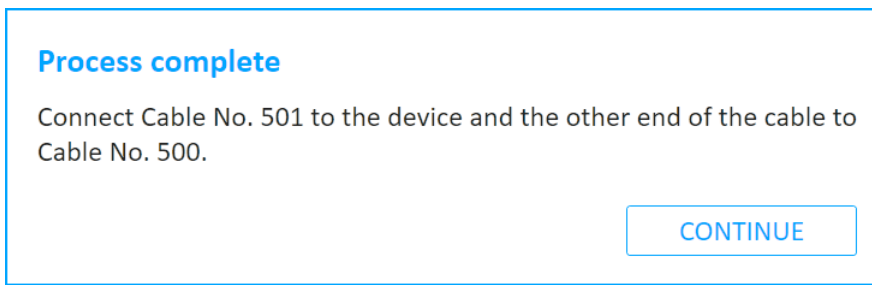 Process complete
Connect Cable No. 501 to the device and the other end of the cable to
Cable No. 500.
CONTINUE